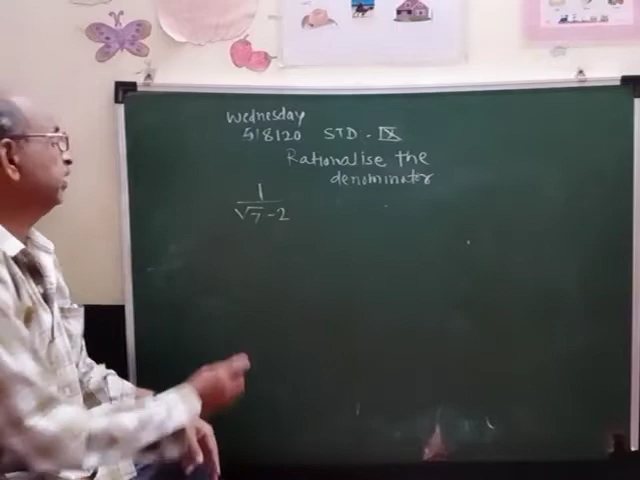 Wednesday
5/8/20 STD - IX
Rationalise the
denominator
1
√7 - 2